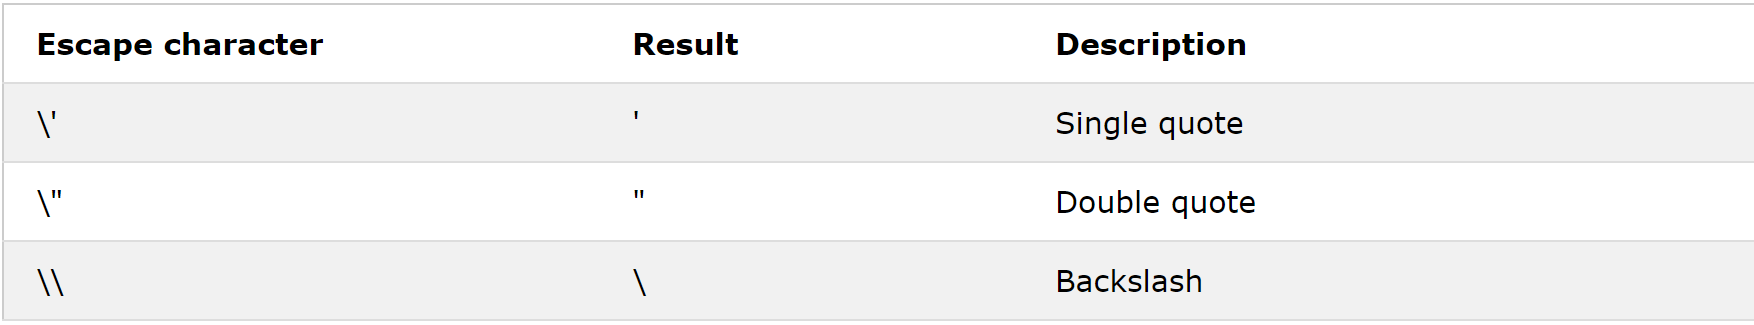 Escape character Result Description
\' ' Single quote
\" " Double quote
\\ \ Backslash